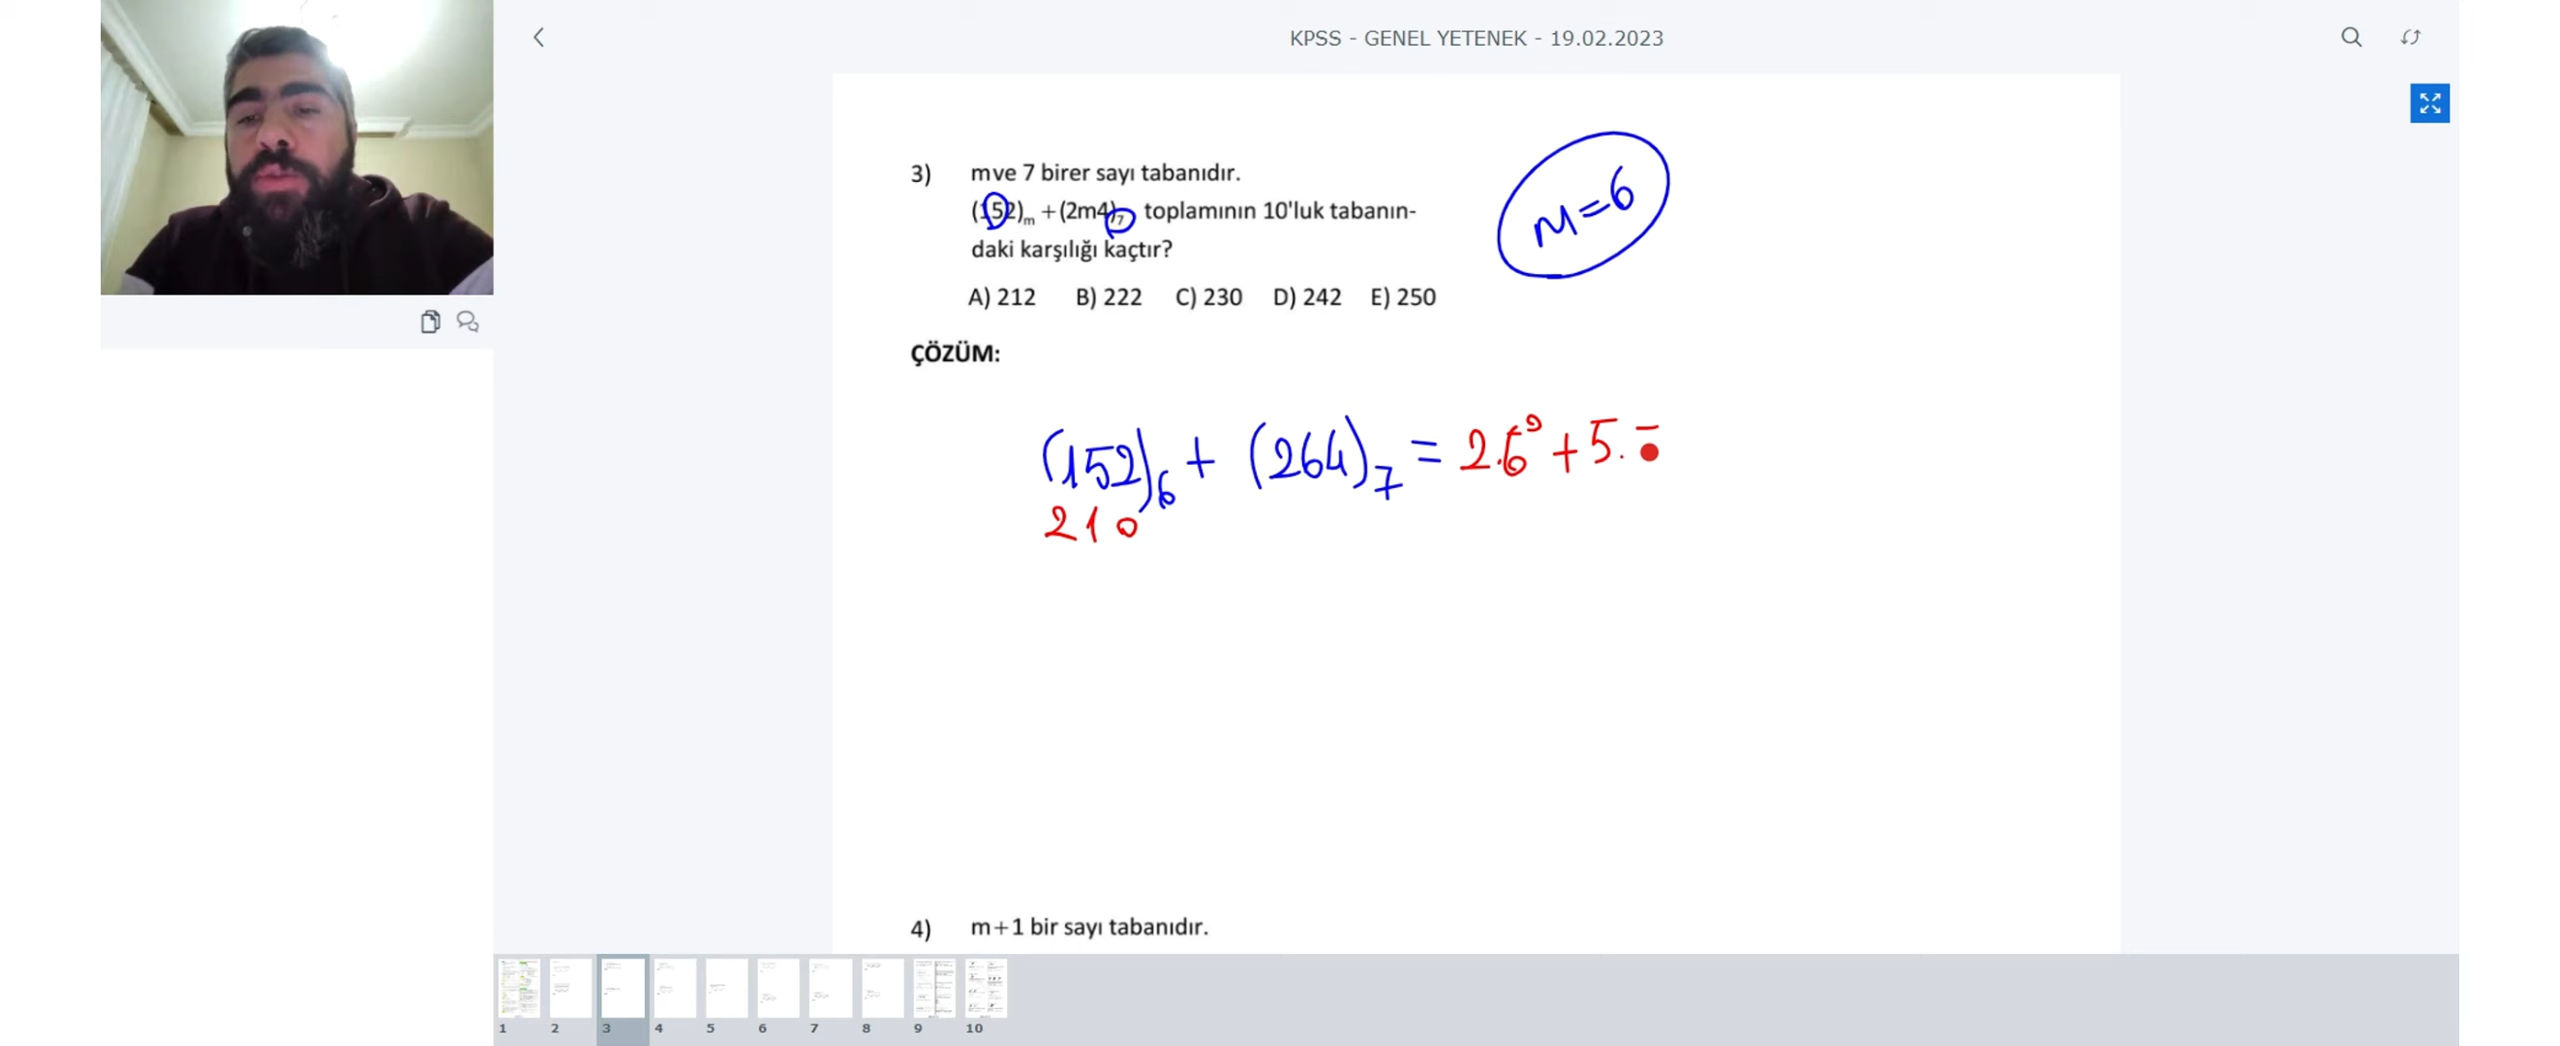 KPSS - GENEL YETENEK - 19.02.2023
3) mve 7 birer sayı tabanıdır.
(152)ₘ + (2m4)₇ toplamının 10'luk tabanın-
daki karşılığı kaçtır?
A) 212 B) 222 C) 230 D) 242 E) 250
M=6
ÇÖZÜM:
(152)₆ + (264)₇ = 2.6⁰ + 5.
210
4) m+1 bir sayı tabanıdır.
1 2 3 4 5 6 7 8 9 10